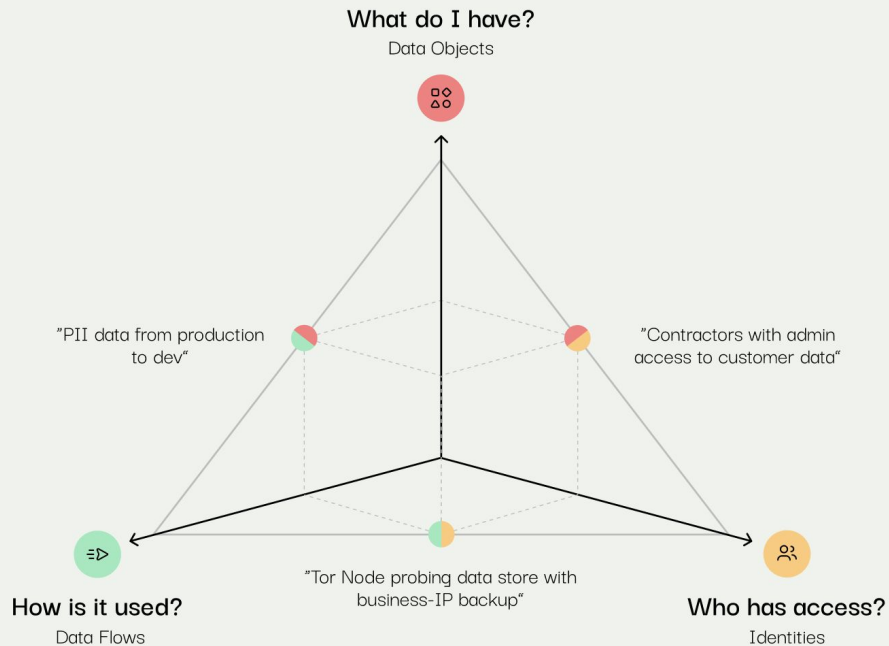 What do I have?
Data Objects
”PII data from production
to dev“
”Contractors with admin
access to customer data“
”Tor Node probing data store with
business-IP backup“
How is it used?
Data Flows
Who has access?
Identities